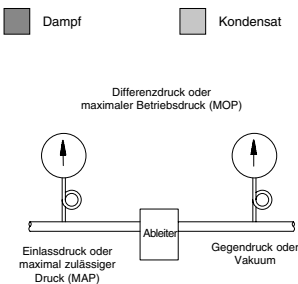 Dampf
Kondensat
Differenzdruck oder
maximaler Betriebsdruck (MOP)
Ableiter
Einlassdruck oder
maximal zulässiger
Druck (MAP)
Gegendruck oder
Vakuum